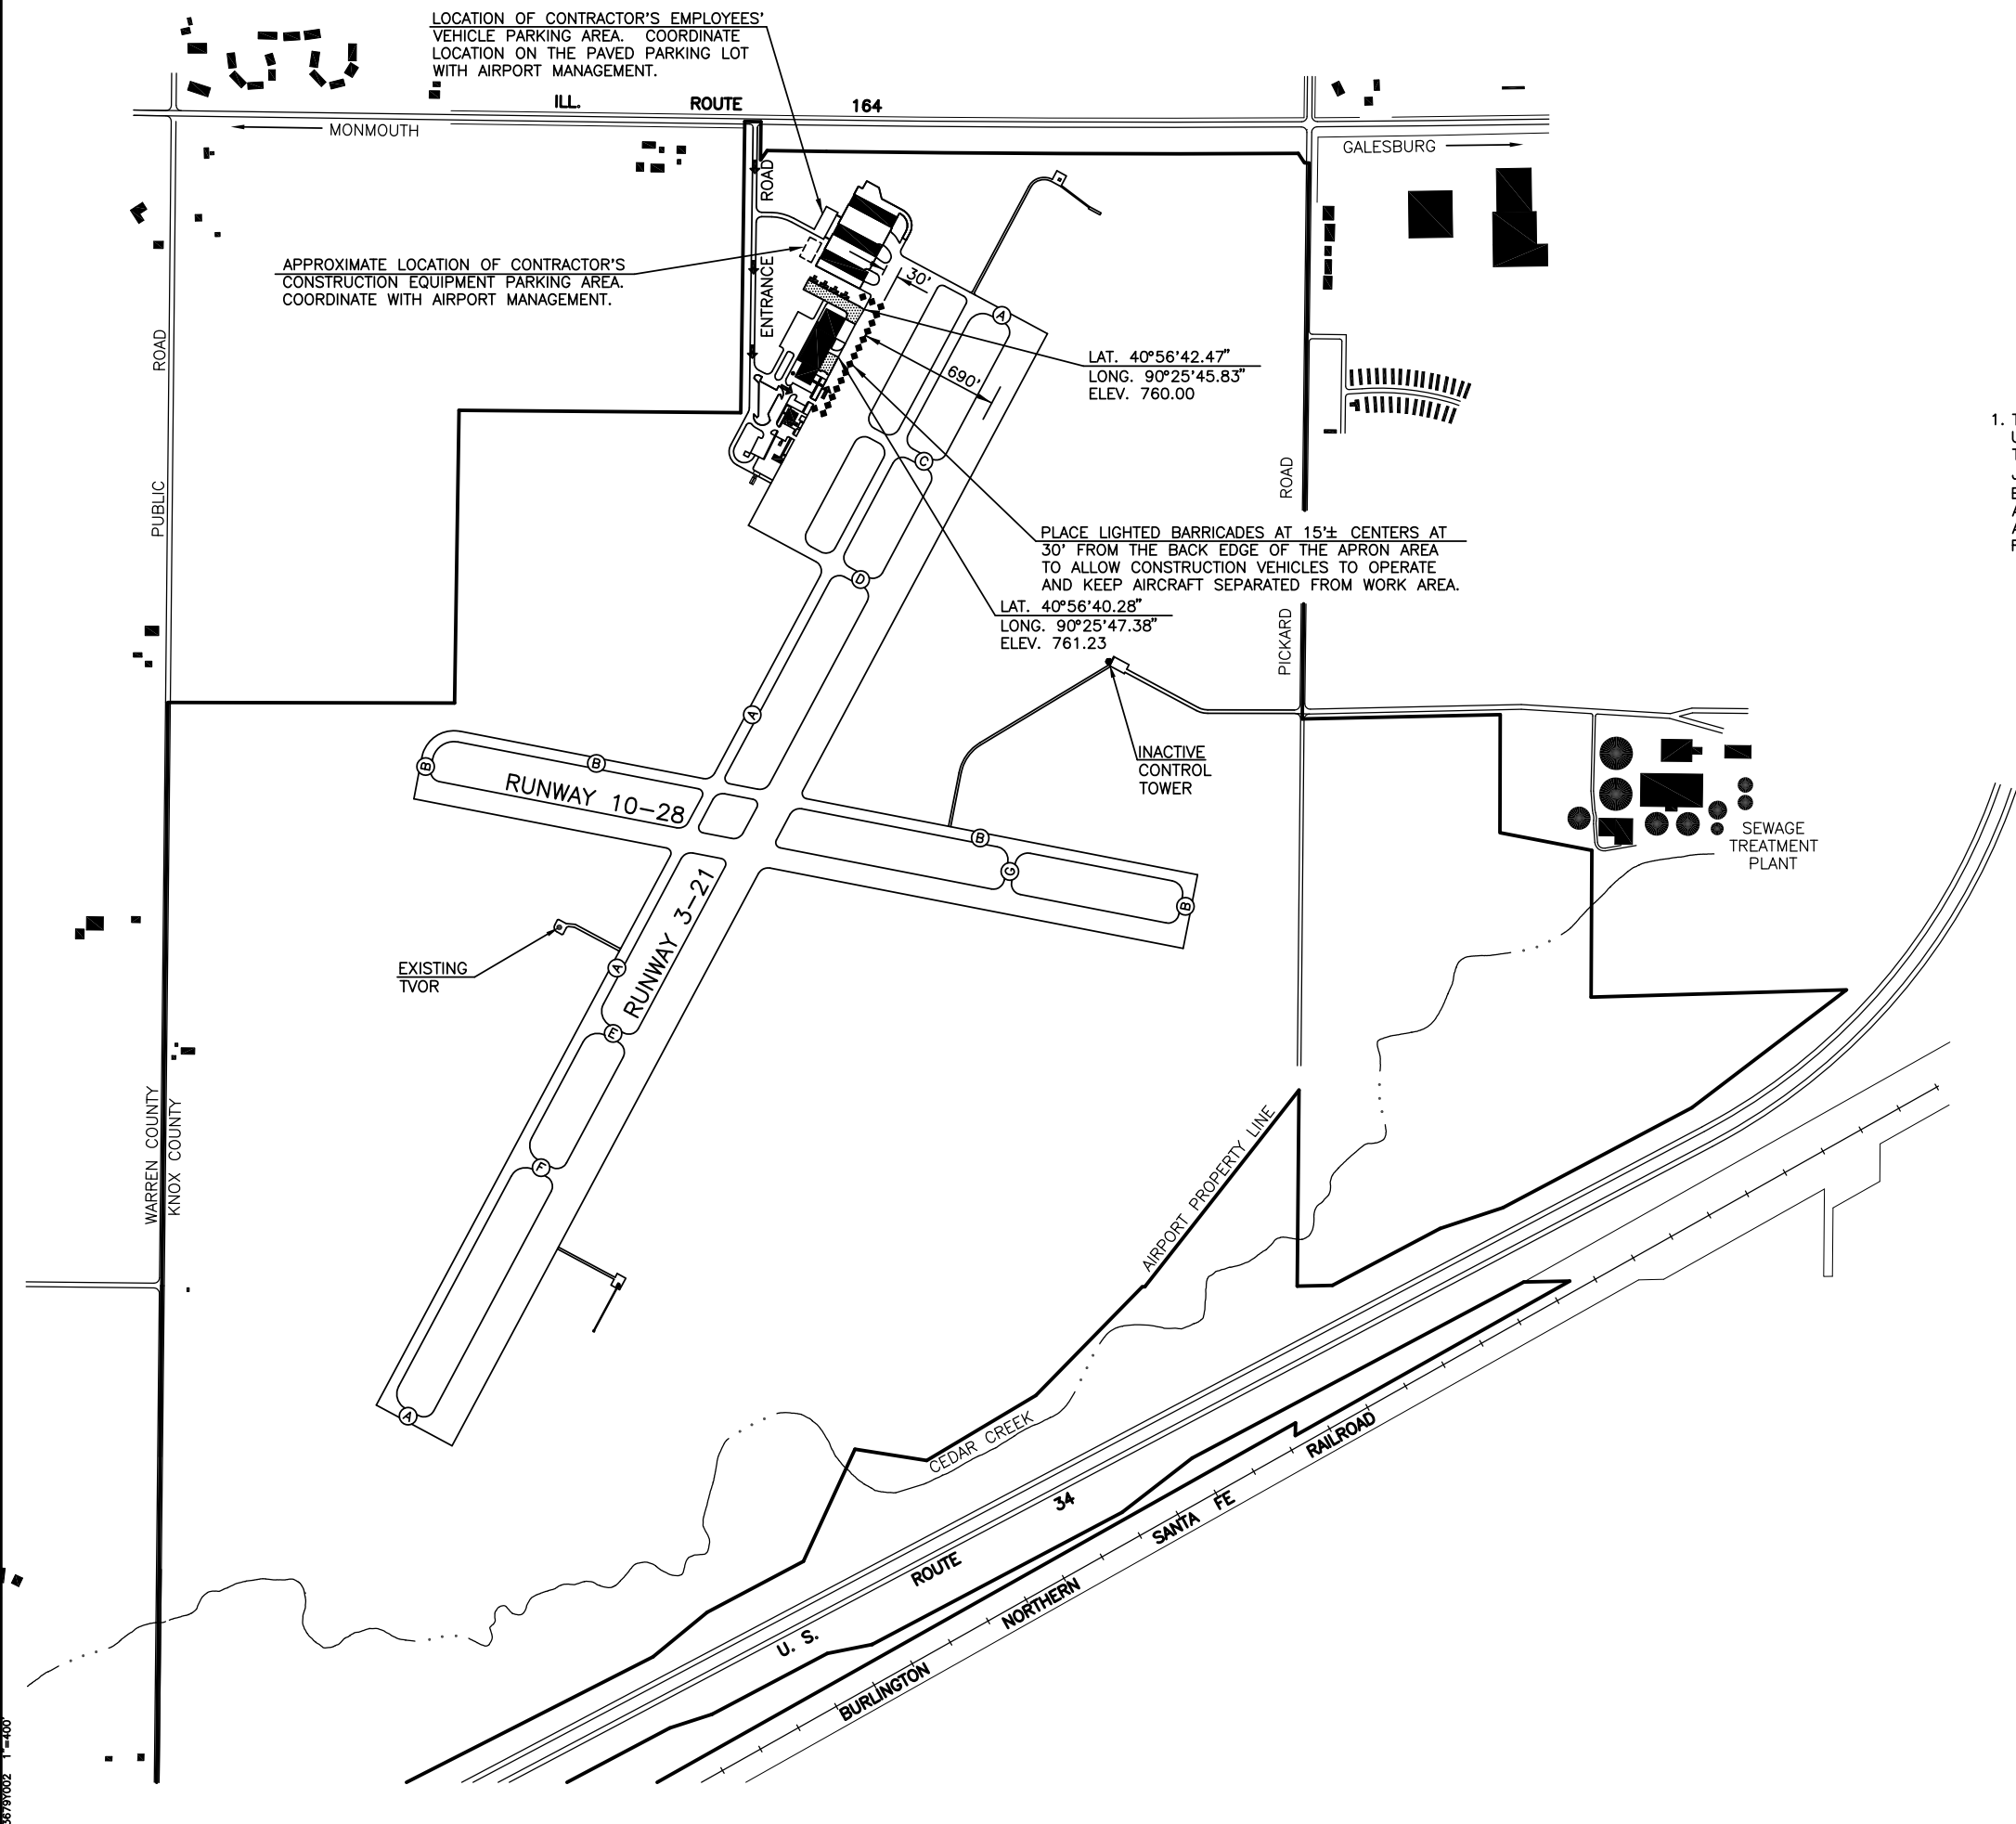 LOCATION OF CONTRACTOR'S EMPLOYEES'
VEHICLE PARKING AREA. COORDINATE
LOCATION ON THE PAVED PARKING LOT
WITH AIRPORT MANAGEMENT.
ILL. ROUTE 164
MONMOUTH
GALESBURG
ENTRANCE ROAD
APPROXIMATE LOCATION OF CONTRACTOR'S
CONSTRUCTION EQUIPMENT PARKING AREA.
COORDINATE WITH AIRPORT MANAGEMENT.
30'
A
690'
LAT. 40°56'42.47"
LONG. 90°25'45.83"
ELEV. 760.00
PUBLIC ROAD
C
PICKARD ROAD
1. T
U
T
J
E
A
A
F
PLACE LIGHTED BARRICADES AT 15'± CENTERS AT
30' FROM THE BACK EDGE OF THE APRON AREA
TO ALLOW CONSTRUCTION VEHICLES TO OPERATE
AND KEEP AIRCRAFT SEPARATED FROM WORK AREA.
D
LAT. 40°56'40.28"
LONG. 90°25'47.38"
ELEV. 761.23
A
INACTIVE
CONTROL
TOWER
B
B
RUNWAY 10-28
SEWAGE
TREATMENT
PLANT
B
G
B
RUNWAY 3-21
EXISTING
TVOR
A
E
WARREN COUNTY
KNOX COUNTY
F
AIRPORT PROPERTY LINE
A
CEDAR CREEK
U. S. ROUTE 34
BURLINGTON NORTHERN SANTA FE RAILROAD
1"=400'
5679Y002